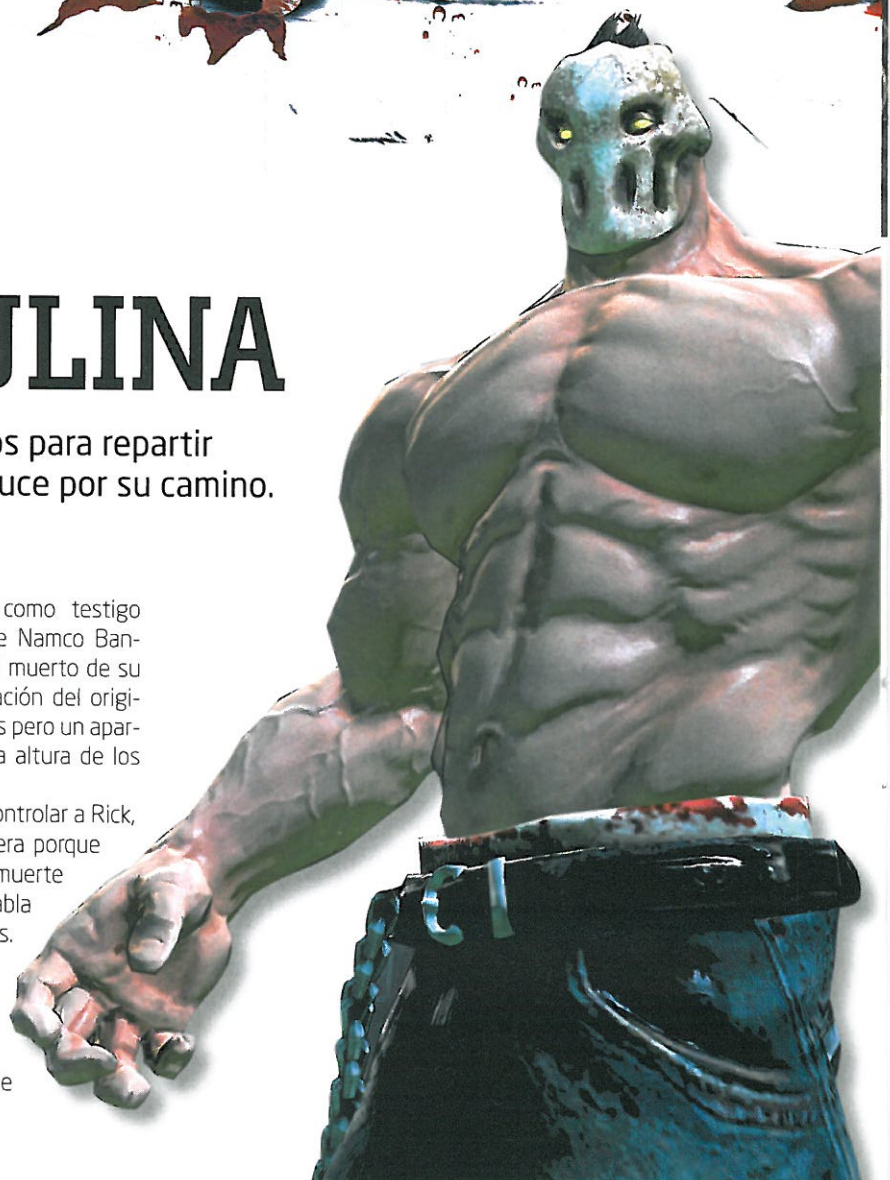 ULINA
os para repartir
uce por su camino.
como testigo
e Namco Ban-
muerto de su
ación del origi-
s pero un apar-
a altura de los
ontrolar a Rick,
era porque
muerte
abla
s.
e